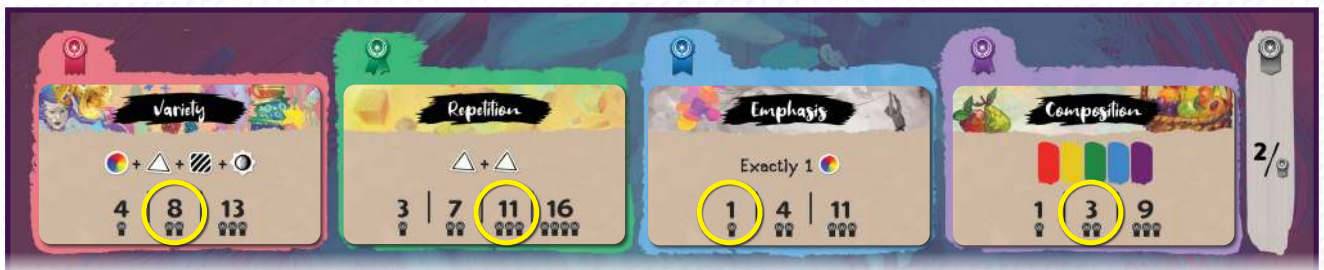 Variety
4 | 8 | 13
Repetition
3 | 7 | 11 | 16
Emphasis
Exactly 1
1 | 4 | 11
Composition
1 | 3 | 9
2/